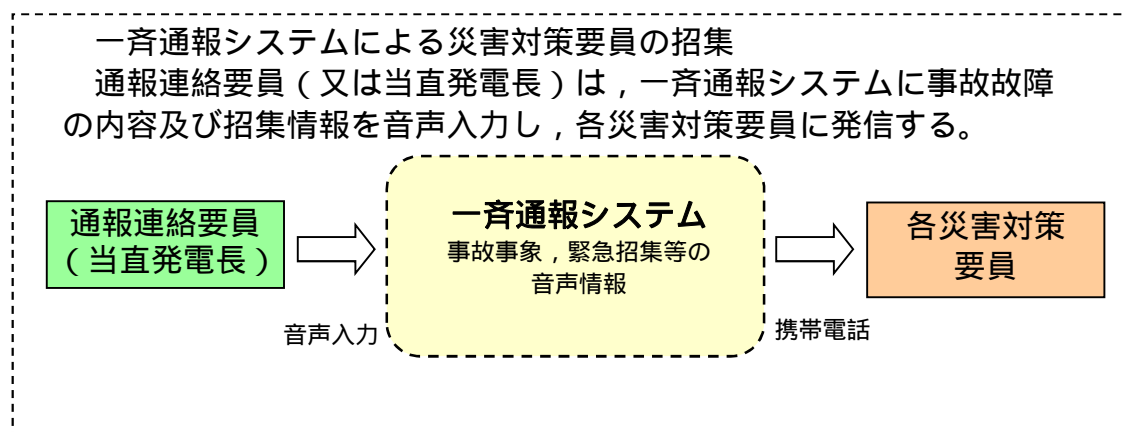 一斉通報システムによる災害対策要員の招集
通報連絡要員(又は当直発電長)は,一斉通報システムに事故故障
の内容及び招集情報を音声入力し,各災害対策要員に発信する。
通報連絡要員
(当直発電長)
音声入力
一斉通報システム
事故事象,緊急招集等の
音声情報
携帯電話
各災害対策
要員